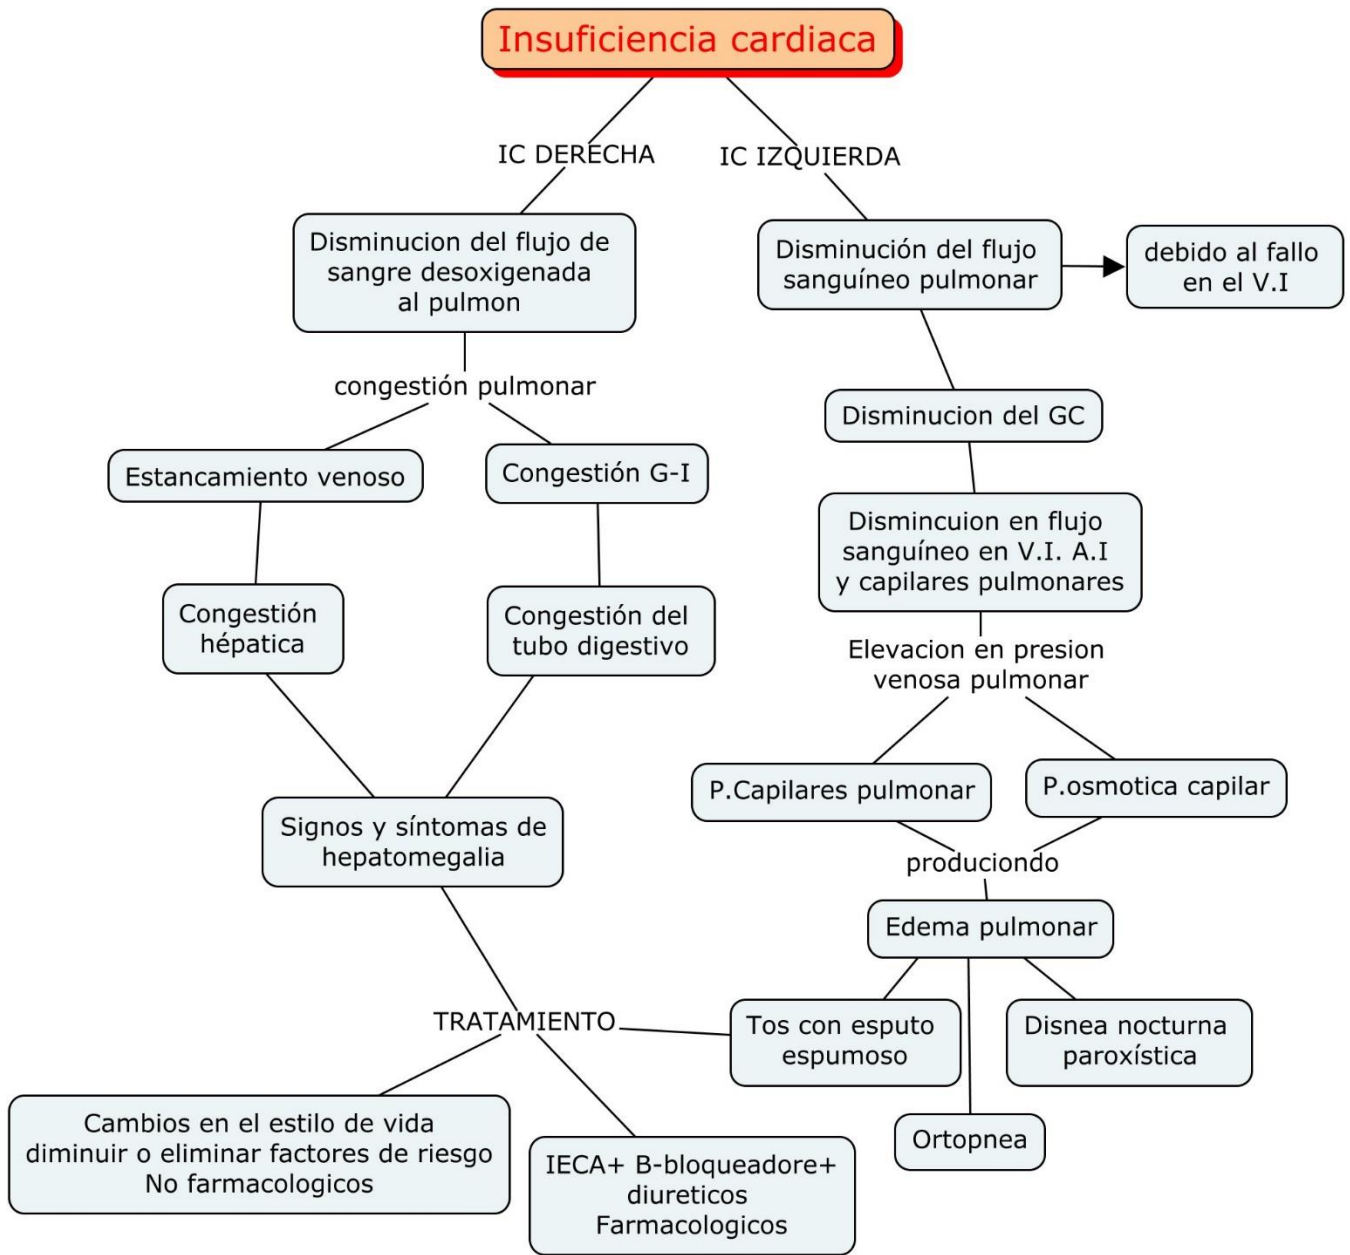 Insuficiencia cardiaca
IC DERECHA
IC IZQUIERDA
Disminucion del flujo de
sangre desoxigenada
al pulmon
Disminución del flujo
sanguíneo pulmonar
debido al fallo
en el V.I
congestión pulmonar
Disminucion del GC
Estancamiento venoso
Congestión G-I
Dismincuion en flujo
sanguíneo en V.I. A.I
y capilares pulmonares
Congestión
hépatica
Congestión del
tubo digestivo
Elevacion en presion
venosa pulmonar
P.Capilares pulmonar
P.osmotica capilar
Signos y síntomas de
hepatomegalia
produciondo
Edema pulmonar
TRATAMIENTO
Tos con esputo
espumoso
Disnea nocturna
paroxística
Ortopnea
Cambios en el estilo de vida
diminuir o eliminar factores de riesgo
No farmacologicos
IECA+ B-bloqueadore+
diureticos
Farmacologicos